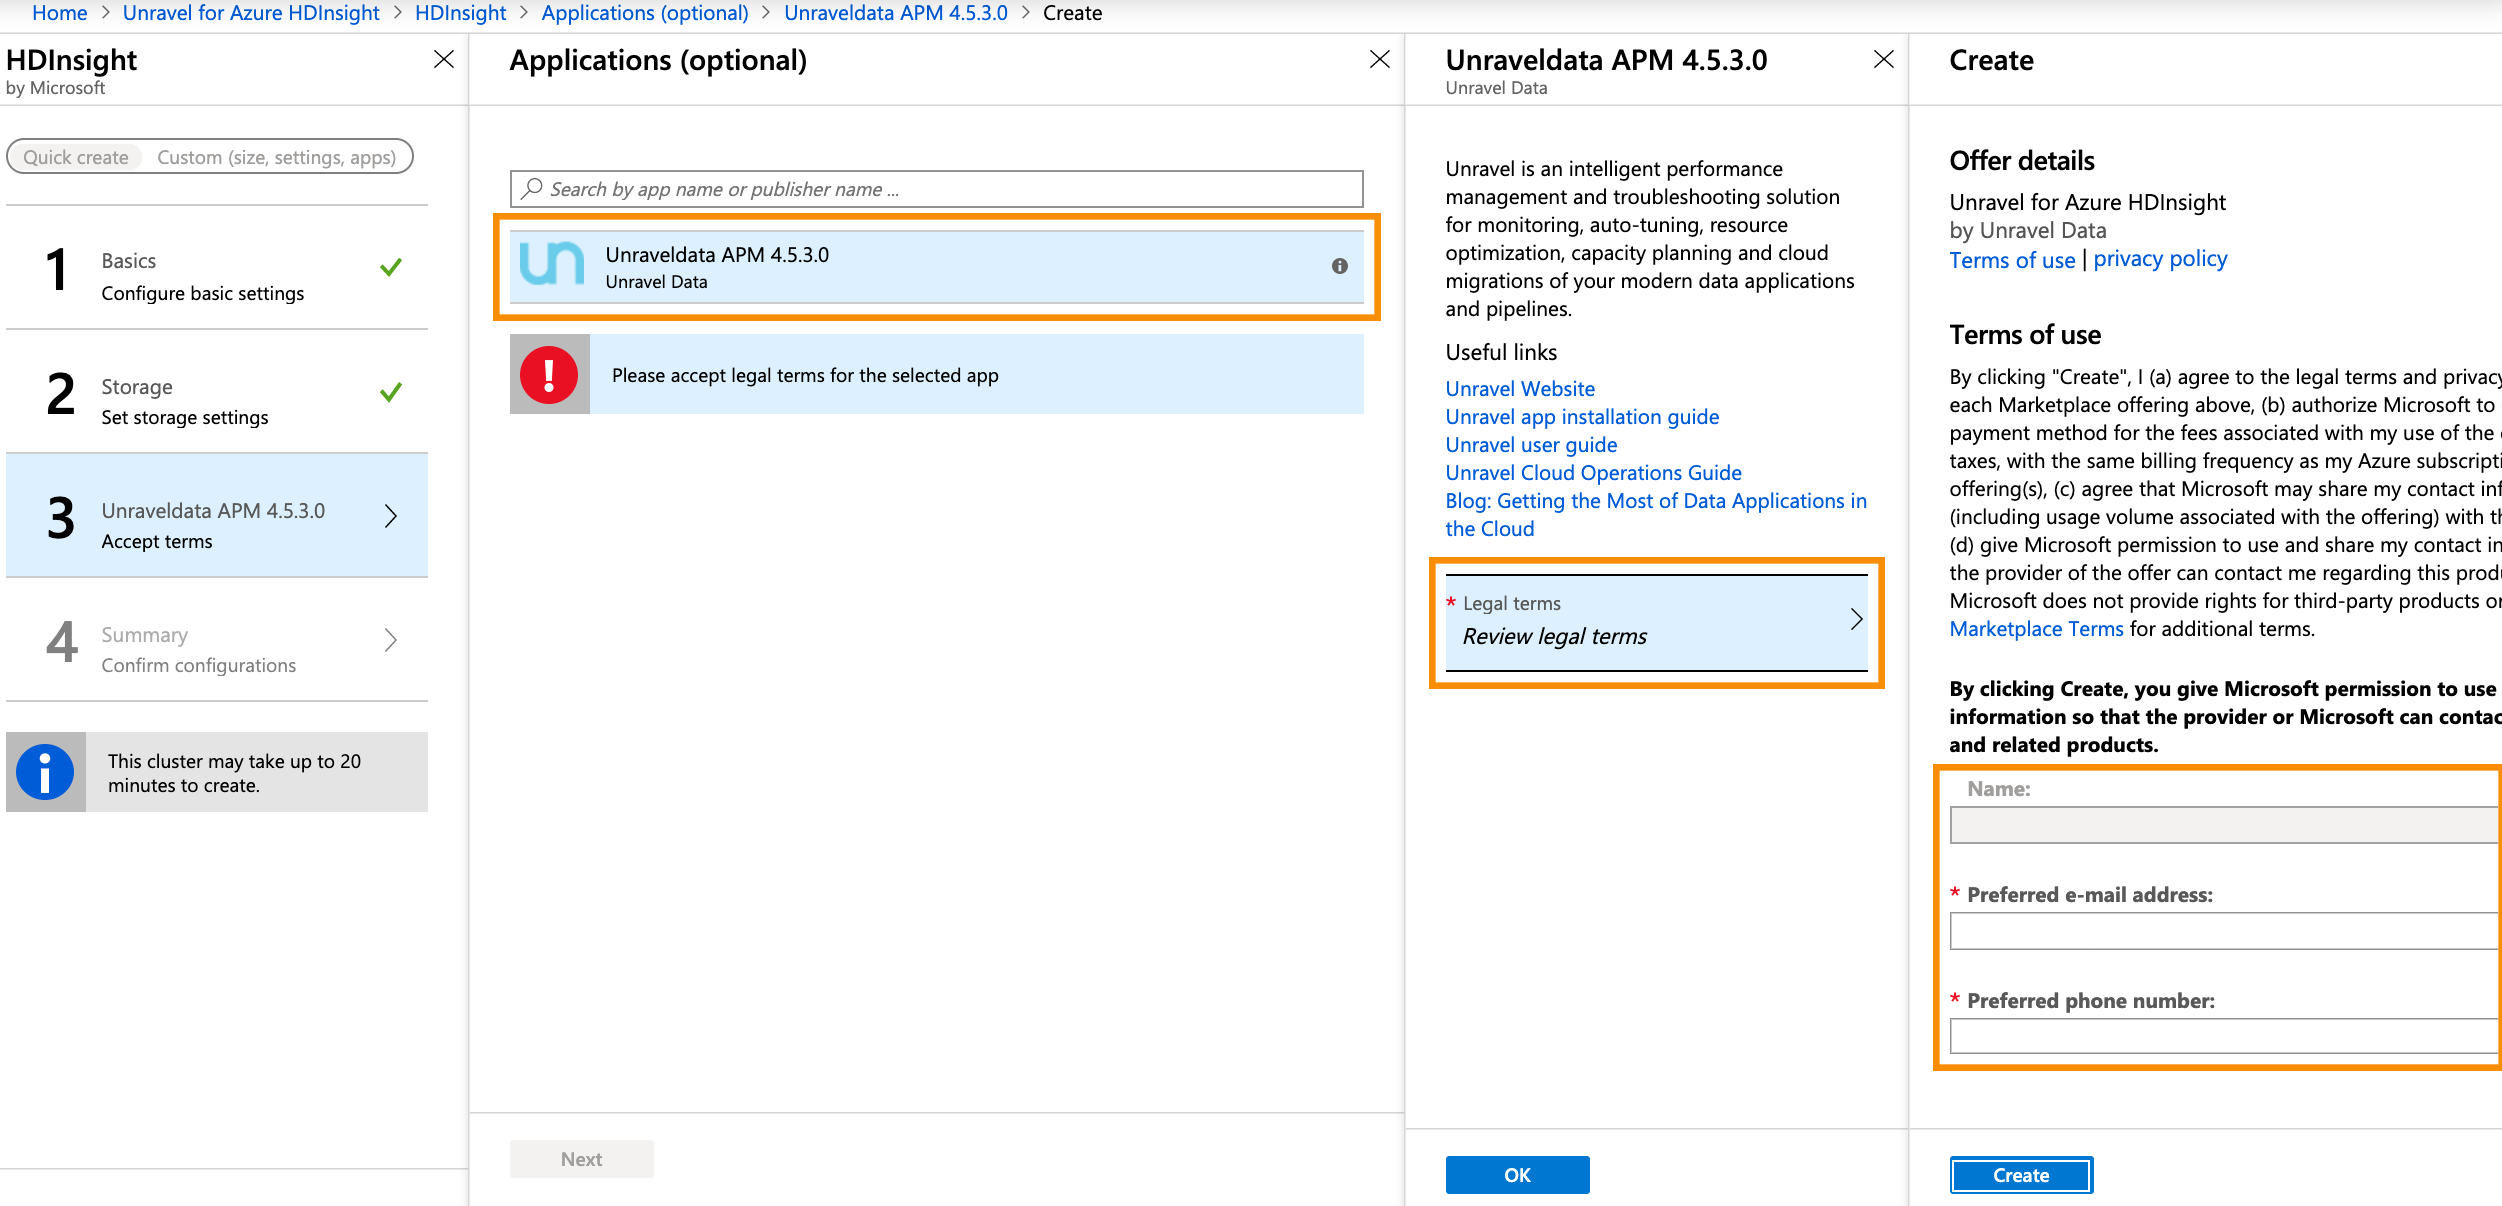 Home > Unravel for Azure HDInsight > HDInsight > Applications (optional) > Unraveldata APM 4.5.3.0 > Create
HDInsight
by Microsoft
Quick create Custom (size, settings, apps)
1
Basics
Configure basic settings
2
Storage
Set storage settings
3
Unraveldata APM 4.5.3.0
Accept terms
4
Summary
Confirm configurations
This cluster may take up to 20
minutes to create.
Applications (optional)
Search by app name or publisher name ...
un
Unraveldata APM 4.5.3.0
Unravel Data
Please accept legal terms for the selected app
Next
Unraveldata APM 4.5.3.0
Unravel Data
Unravel is an intelligent performance
management and troubleshooting solution
for monitoring, auto-tuning, resource
optimization, capacity planning and cloud
migrations of your modern data applications
and pipelines.
Useful links
Unravel Website
Unravel app installation guide
Unravel user guide
Unravel Cloud Operations Guide
Blog: Getting the Most of Data Applications in
the Cloud
* Legal terms
Review legal terms
OK
Create
Offer details
Unravel for Azure HDInsight
by Unravel Data
Terms of use | privacy policy
Terms of use
By clicking "Create", I (a) agree to the legal terms and privacy
each Marketplace offering above, (b) authorize Microsoft to
payment method for the fees associated with my use of the
taxes, with the same billing frequency as my Azure subscripti
offering(s), (c) agree that Microsoft may share my contact inf
(including usage volume associated with the offering) with th
(d) give Microsoft permission to use and share my contact in
the provider of the offer can contact me regarding this produ
Microsoft does not provide rights for third-party products or
Marketplace Terms for additional terms.
By clicking Create, you give Microsoft permission to use
information so that the provider or Microsoft can contac
and related products.
Name:
* Preferred e-mail address:
* Preferred phone number:
Create